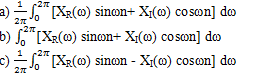 a) 1/2π ∫₀^2π [X_R(ω) sinωn+ X_I(ω) cosωn] dω
b) ∫₀^2π [X_R(ω) sinωn+ X_I(ω) cosωn] dω
c) 1/2π ∫₀^2π [X_R(ω) sinωn - X_I(ω) cosωn] dω